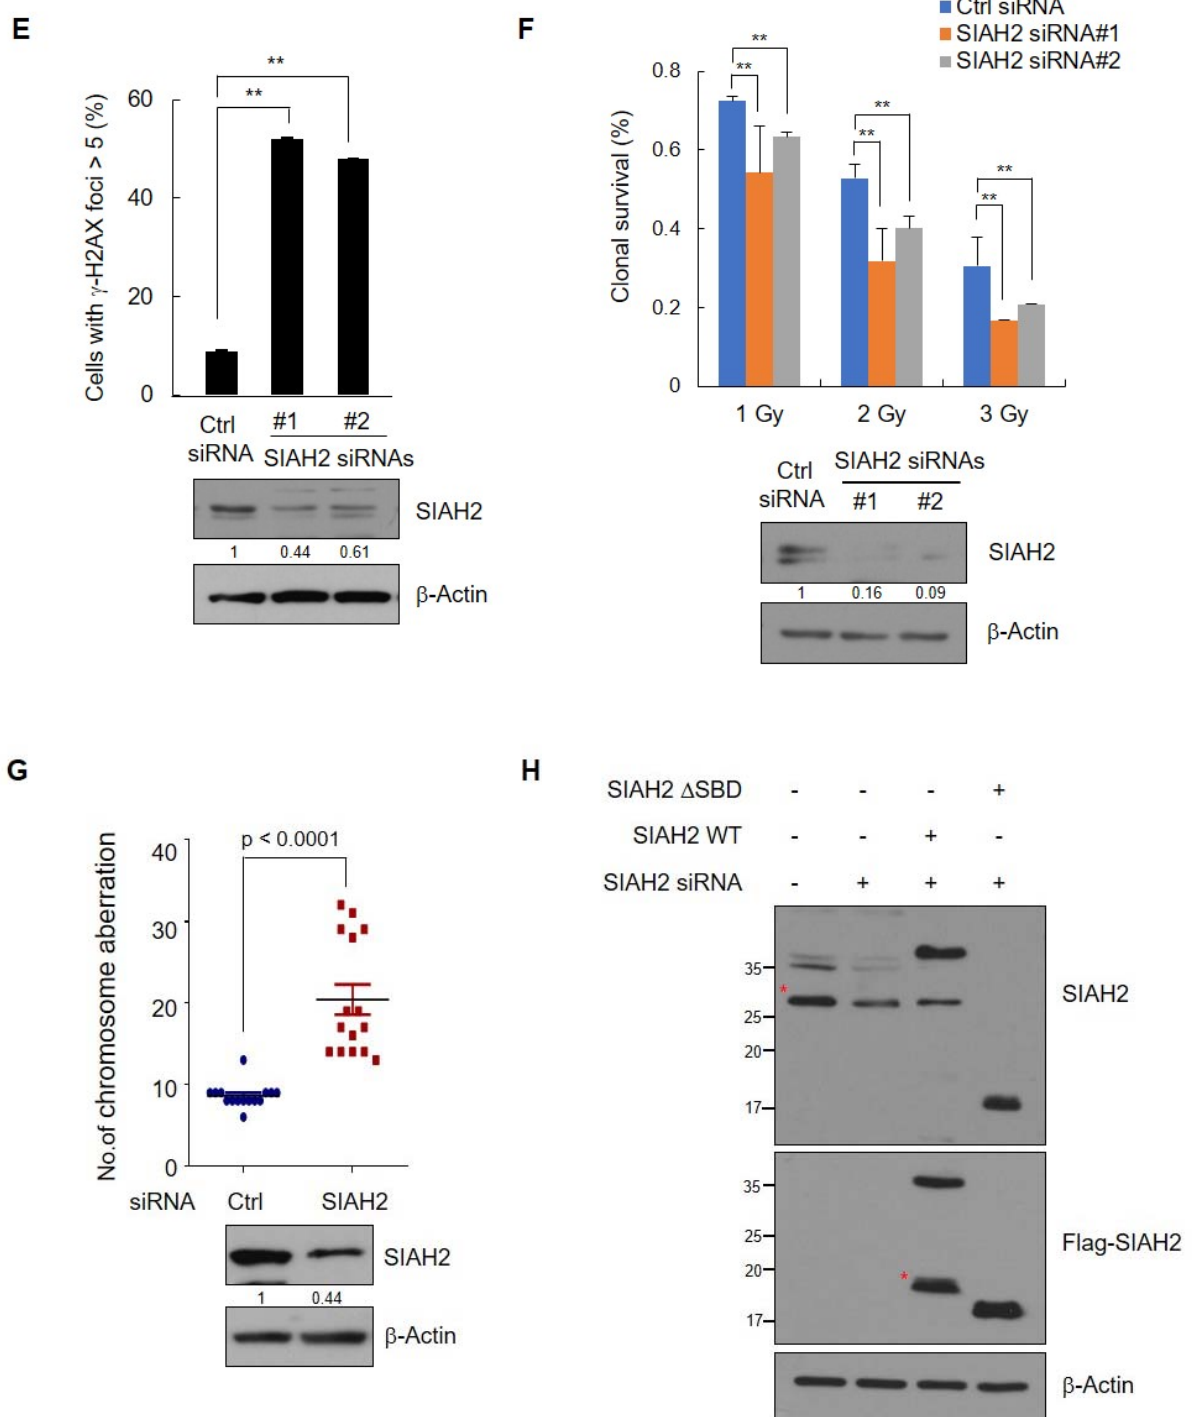 E
**
**
60
40
20
0
Cells with γ-H2AX foci > 5 (%)
Ctrl
siRNA
#1
#2
SIAH2 siRNAs
SIAH2
1 0.44 0.61
β-Actin
F
Ctrl siRNA
SIAH2 siRNA#1
SIAH2 siRNA#2
**
**
**
**
**
**
0.8
0.6
0.4
0.2
0
Clonal survival (%)
1 Gy 2 Gy 3 Gy
Ctrl
siRNA
SIAH2 siRNAs
#1 #2
SIAH2
1 0.16 0.09
β-Actin
G
p < 0.0001
40
30
20
10
0
No.of chromosome aberration
siRNA Ctrl SIAH2
SIAH2
1 0.44
β-Actin
H
SIAH2 ΔSBD - - - +
SIAH2 WT - - + -
SIAH2 siRNA - + + +
35
*
25
20
17
SIAH2
35
25
20
*
17
Flag-SIAH2
β-Actin